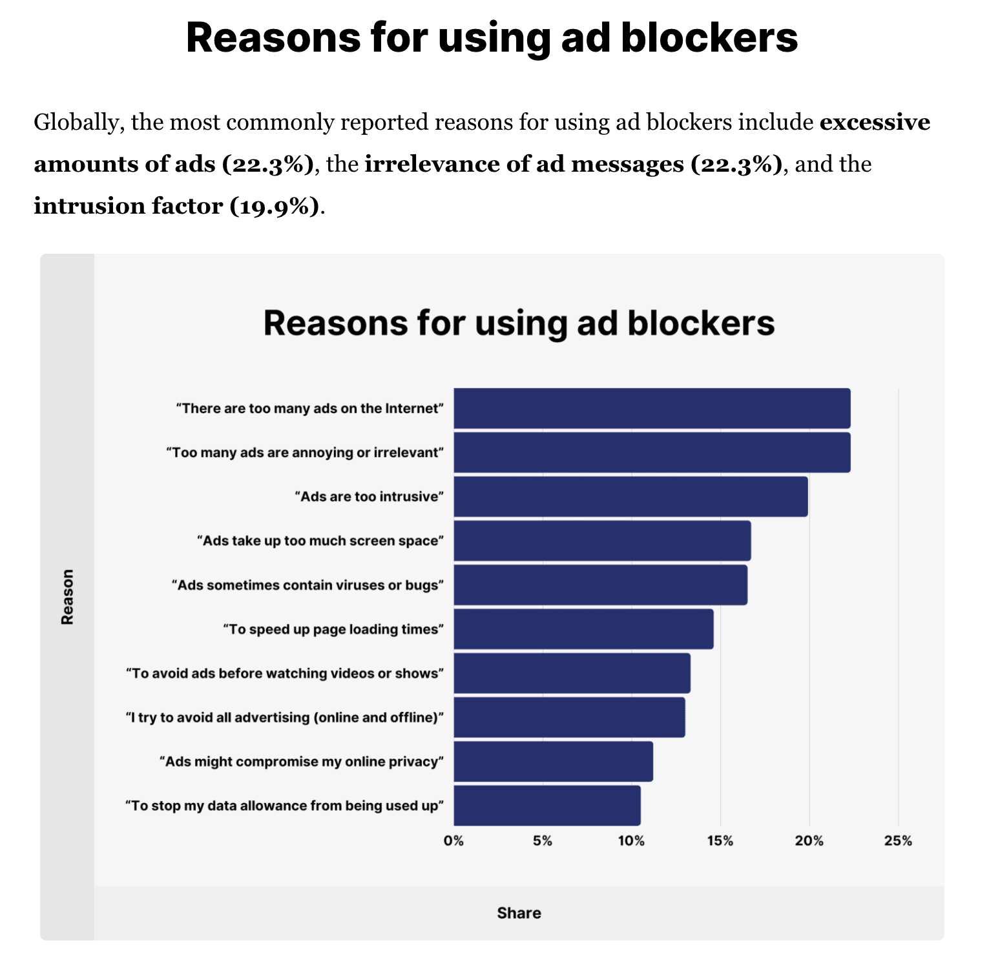 Reasons for using ad blockers
Globally, the most commonly reported reasons for using ad blockers include excessive
amounts of ads (22.3%), the irrelevance of ad messages (22.3%), and the
intrusion factor (19.9%).
Reasons for using ad blockers
Reason
“There are too many ads on the Internet”
“Too many ads are annoying or irrelevant”
“Ads are too intrusive”
“Ads take up too much screen space”
“Ads sometimes contain viruses or bugs”
“To speed up page loading times”
“To avoid ads before watching videos or shows”
“I try to avoid all advertising (online and offline)”
“Ads might compromise my online privacy”
“To stop my data allowance from being used up”
0% 5% 10% 15% 20% 25%
Share